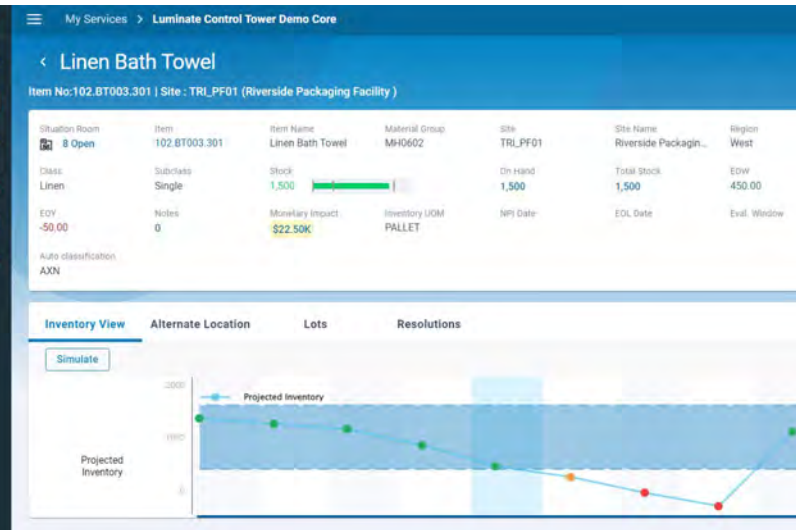 My Services > Luminate Control Tower Demo Core
‹ Linen Bath Towel
Item No:102.BT003.301 | Site : TRI_PF01 (Riverside Packaging Facility )
Situation Room Item Item Name Material Group Site Site Name Region
8 Open 102.BT003.301 Linen Bath Towel MH0602 TRI_PF01 Riverside Packagin... West
Class Subclass Stock On Hand Total Stock EOW
Linen Single 1,500 1,500 1,500 450.00
EOY Notes Monetary Impact Inventory UOM NPI Date EOL Date Eval. Window
-50.00 0 $22.50K PALLET
Auto classification
AXN
Inventory View Alternate Location Lots Resolutions
Simulate
2000
Projected Inventory
Projected
Inventory
0